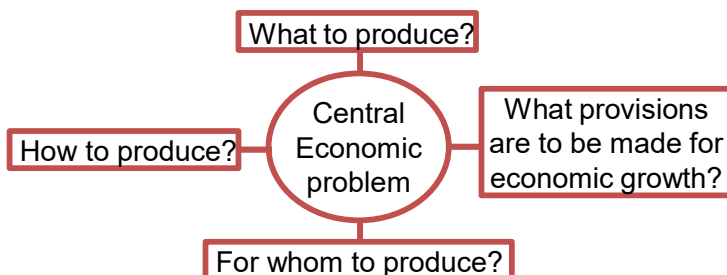 What to produce?
Central
Economic
problem
How to produce?
What provisions
are to be made for
economic growth?
For whom to produce?